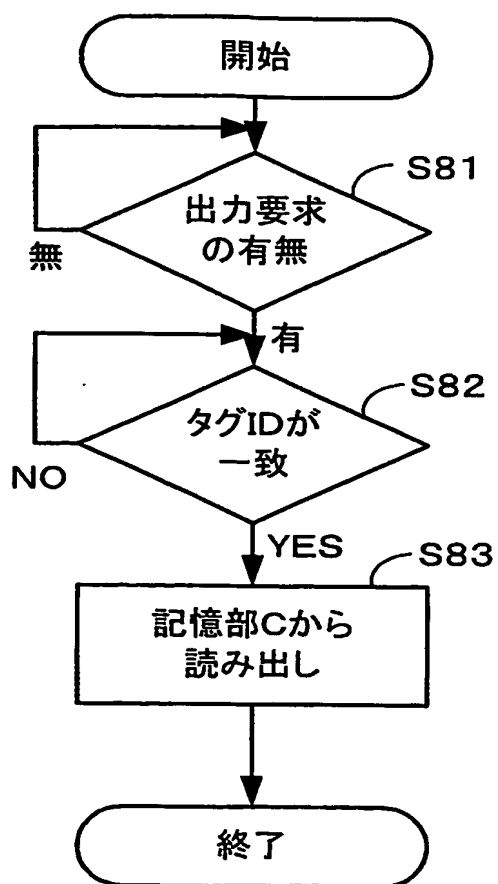 開始
S81
出力要求
の有無
無
有
S82
タグIDが
一致
NO
YES
S83
記憶部Cから
読み出し
終了